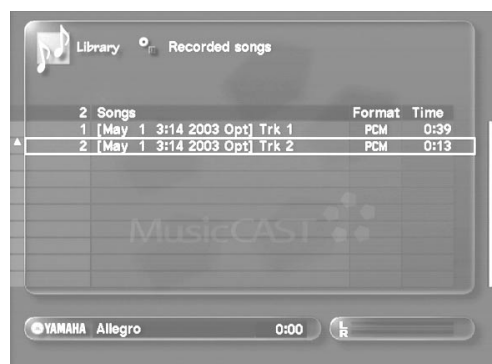 Library Recorded songs
2 Songs Format Time
1 [May 1 3:14 2003 Opt] Trk 1 PCM 0:39
2 [May 1 3:14 2003 Opt] Trk 2 PCM 0:13
MusicCAST
YAMAHA Allegro 0:00 L
R